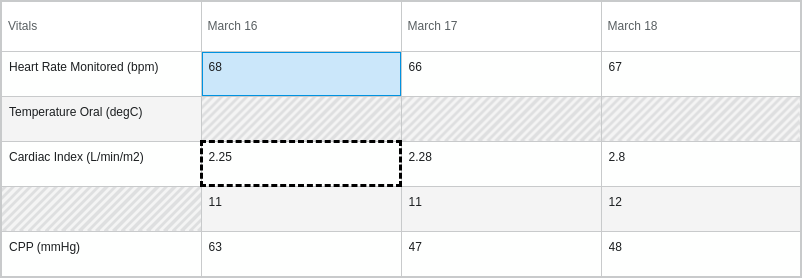 Vitals March 16 March 17 March 18
Heart Rate Monitored (bpm) 68 66 67
Temperature Oral (degC)
Cardiac Index (L/min/m2) 2.25 2.28 2.8
11 11 12
CPP (mmHg) 63 47 48